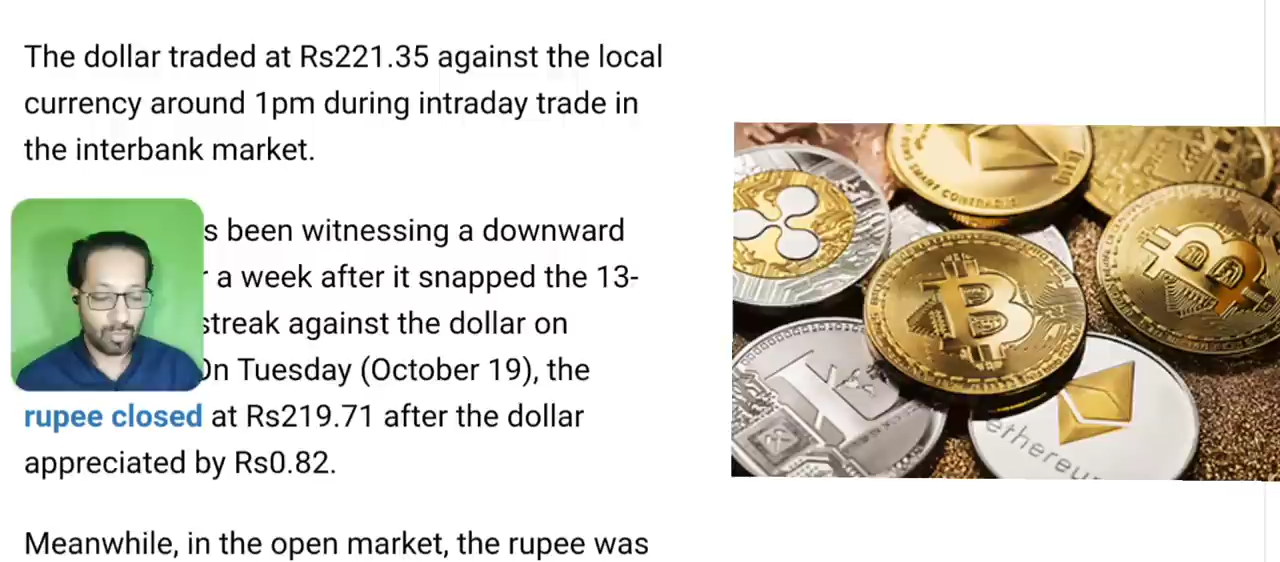 The dollar traded at Rs221.35 against the local
currency around 1pm during intraday trade in
the interbank market.
been witnessing a downward
a week after it snapped the 13-
streak against the dollar on
On Tuesday (October 19), the
rupee closed at Rs219.71 after the dollar
appreciated by Rs0.82.
Meanwhile, in the open market, the rupee was
ethereu